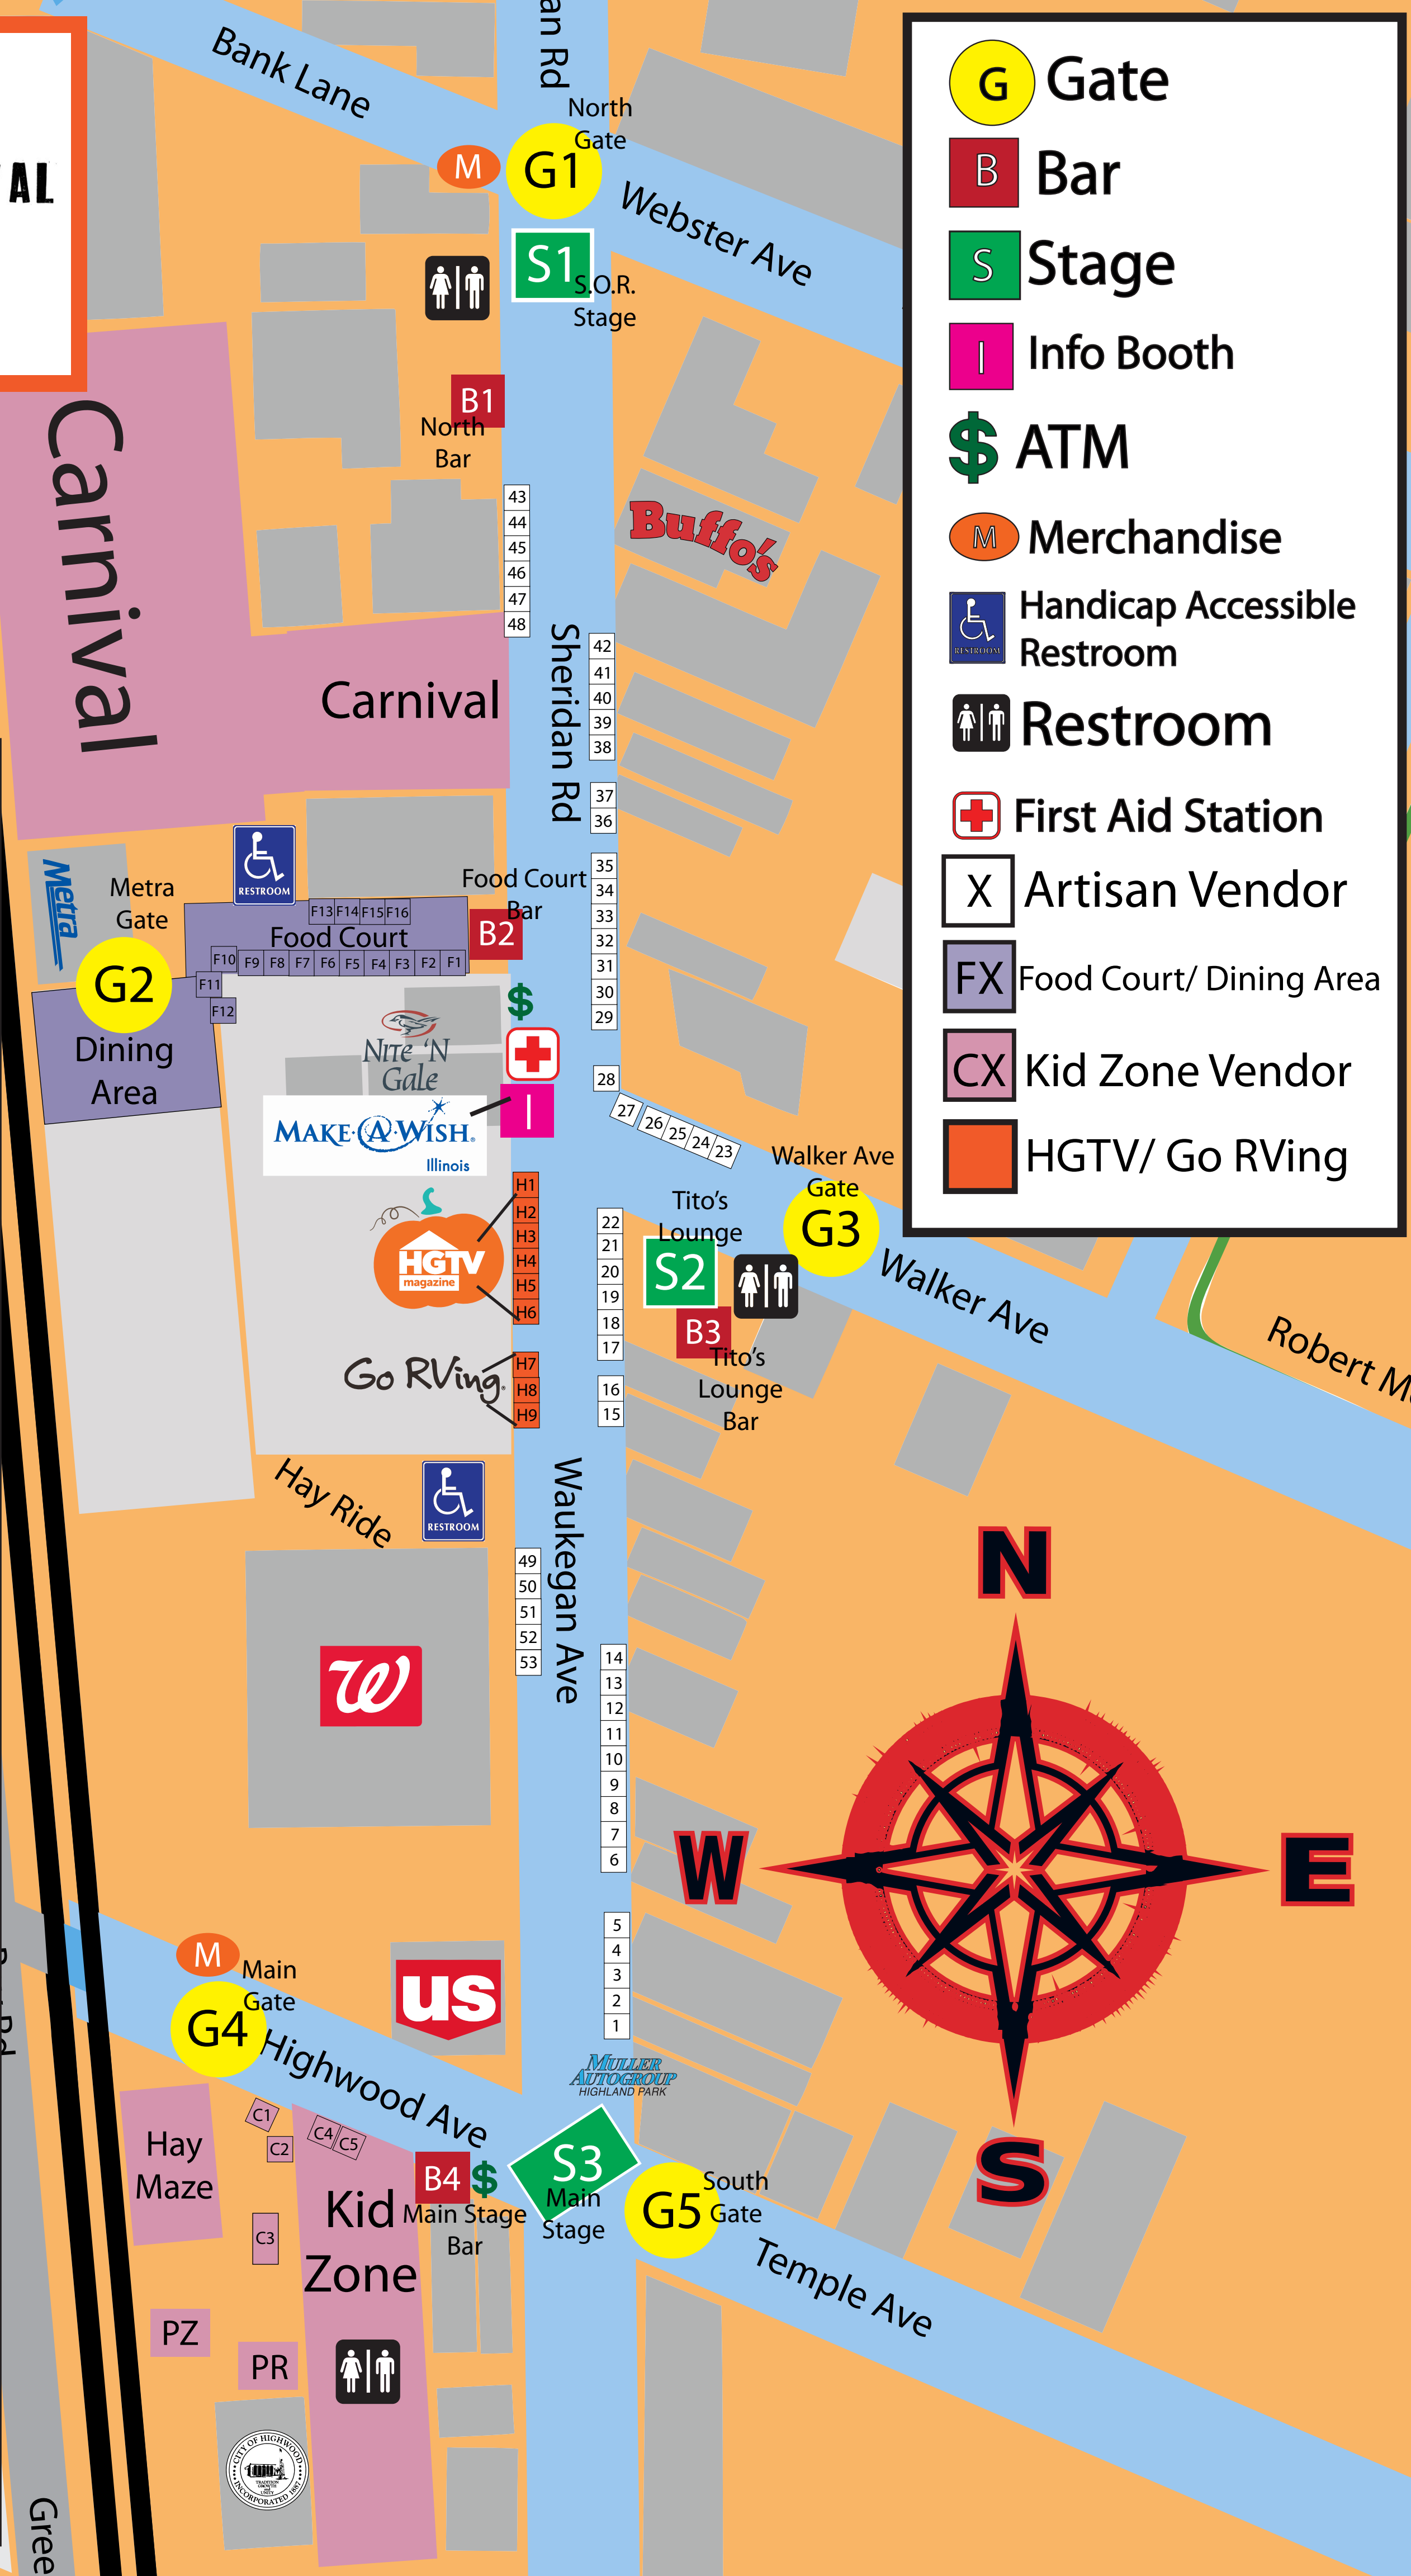 AL
Bank Lane
an Rd
North
Gate
M
G1
Webster Ave
S1
S.O.R.
Stage
B1
North
Bar
Carnival
43
44
45
46
47
48
Buffo's
Sheridan Rd
Carnival
42
41
40
39
38
37
36
RESTROOM
Metra
Metra
Gate
G2
Food Court
Bar
B2
F13 F14 F15 F16
Food Court
F10 F9 F8 F7 F6 F5 F4 F3 F2 F1
F11
F12
Dining
Area
35
34
33
32
31
30
29
28
$
NITE 'N
GALE
MAKE·A·WISH®
Illinois
I
27 26 25 24 23
Walker Ave
Gate
G3
Walker Ave
Tito's
Lounge
S2
B3
Tito's
Lounge
Bar
H1
H2
H3
H4
H5
H6
HGTV
magazine
22
21
20
19
18
17
Go RVing
H7
H8
H9
16
15
Robert M
Hay Ride
RESTROOM
Waukegan Ave
49
50
51
52
53
W
14
13
12
11
10
9
8
7
6
5
4
3
2
1
M
Main
Gate
G4
Highwood Ave
us
MULLER
AUTOGROUP
HIGHLAND PARK
S3
Main
Stage
G5
South
Gate
Temple Ave
Hay
Maze
C1
C2
C4 C5
C3
B4
$
Main Stage
Bar
Kid
Zone
PZ
PR
CITY OF HIGHWOOD
INCORPORATED 1887
Gree
G Gate
B Bar
S Stage
I Info Booth
$ ATM
M Merchandise
RESTROOM Handicap Accessible
Restroom
Restroom
First Aid Station
X Artisan Vendor
FX Food Court/ Dining Area
CX Kid Zone Vendor
HGTV/ Go RVing
N
W
E
S